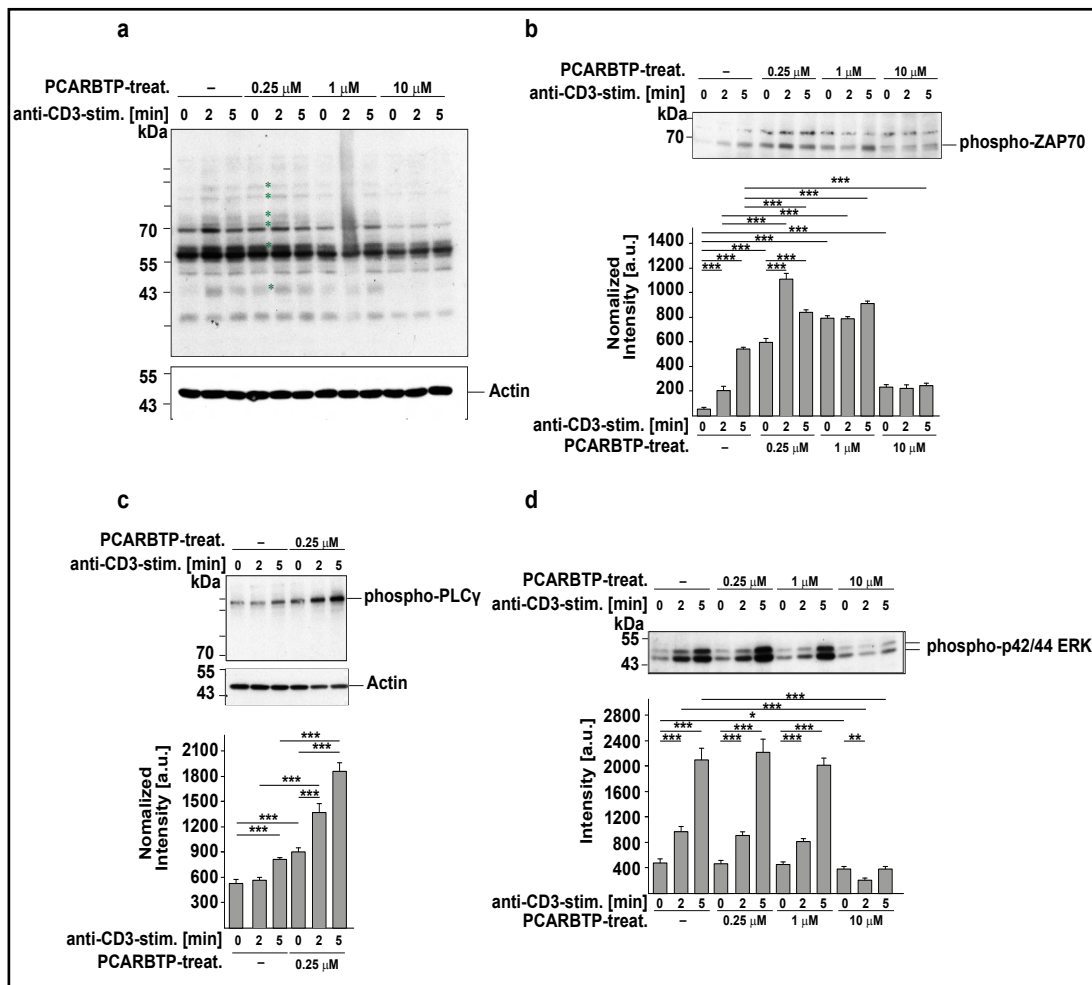 a
PCARBTP-treat. – 0.25 µM 1 µM 10 µM
anti-CD3-stim. [min] 0 2 5 0 2 5 0 2 5 0 2 5
kDa
*
*
*
70
*
*
55
*
43
55
Actin
43
b
PCARBTP-treat. – 0.25 µM 1 µM 10 µM
anti-CD3-stim. [min] 0 2 5 0 2 5 0 2 5 0 2 5
kDa
70
phospho-ZAP70
***
***
***
***
***
***
***
*** ***
*** ***
***
1400
1200
1000
800
600
400
200
Nomalized
Intensity [a.u.]
0 2 5 0 2 5 0 2 5 0 2 5
anti-CD3-stim. [min]
PCARBTP-treat. – 0.25 µM 1 µM 10 µM
c
PCARBTP-treat. – 0.25 µM
anti-CD3-stim. [min] 0 2 5 0 2 5
kDa
phospho-PLCγ
70
55
Actin
43
***
***
***
***
***
***
2100
1800
1500
1200
900
600
300
Nomalized
Intensity [a.u.]
anti-CD3-stim. [min] 0 2 5 0 2 5
PCARBTP-treat. – 0.25 µM
d
PCARBTP-treat. – 0.25 µM 1 µM 10 µM
anti-CD3-stim. [min] 0 2 5 0 2 5 0 2 5 0 2 5
kDa
55
phospho-p42/44 ERK
43
***
***
*
*** *** ***
*** *** *** **
2800
2400
2000
1600
1200
800
400
Intensity [a.u.]
anti-CD3-stim. [min] 0 2 5 0 2 5 0 2 5 0 2 5
PCARBTP-treat. – 0.25 µM 1 µM 10 µM